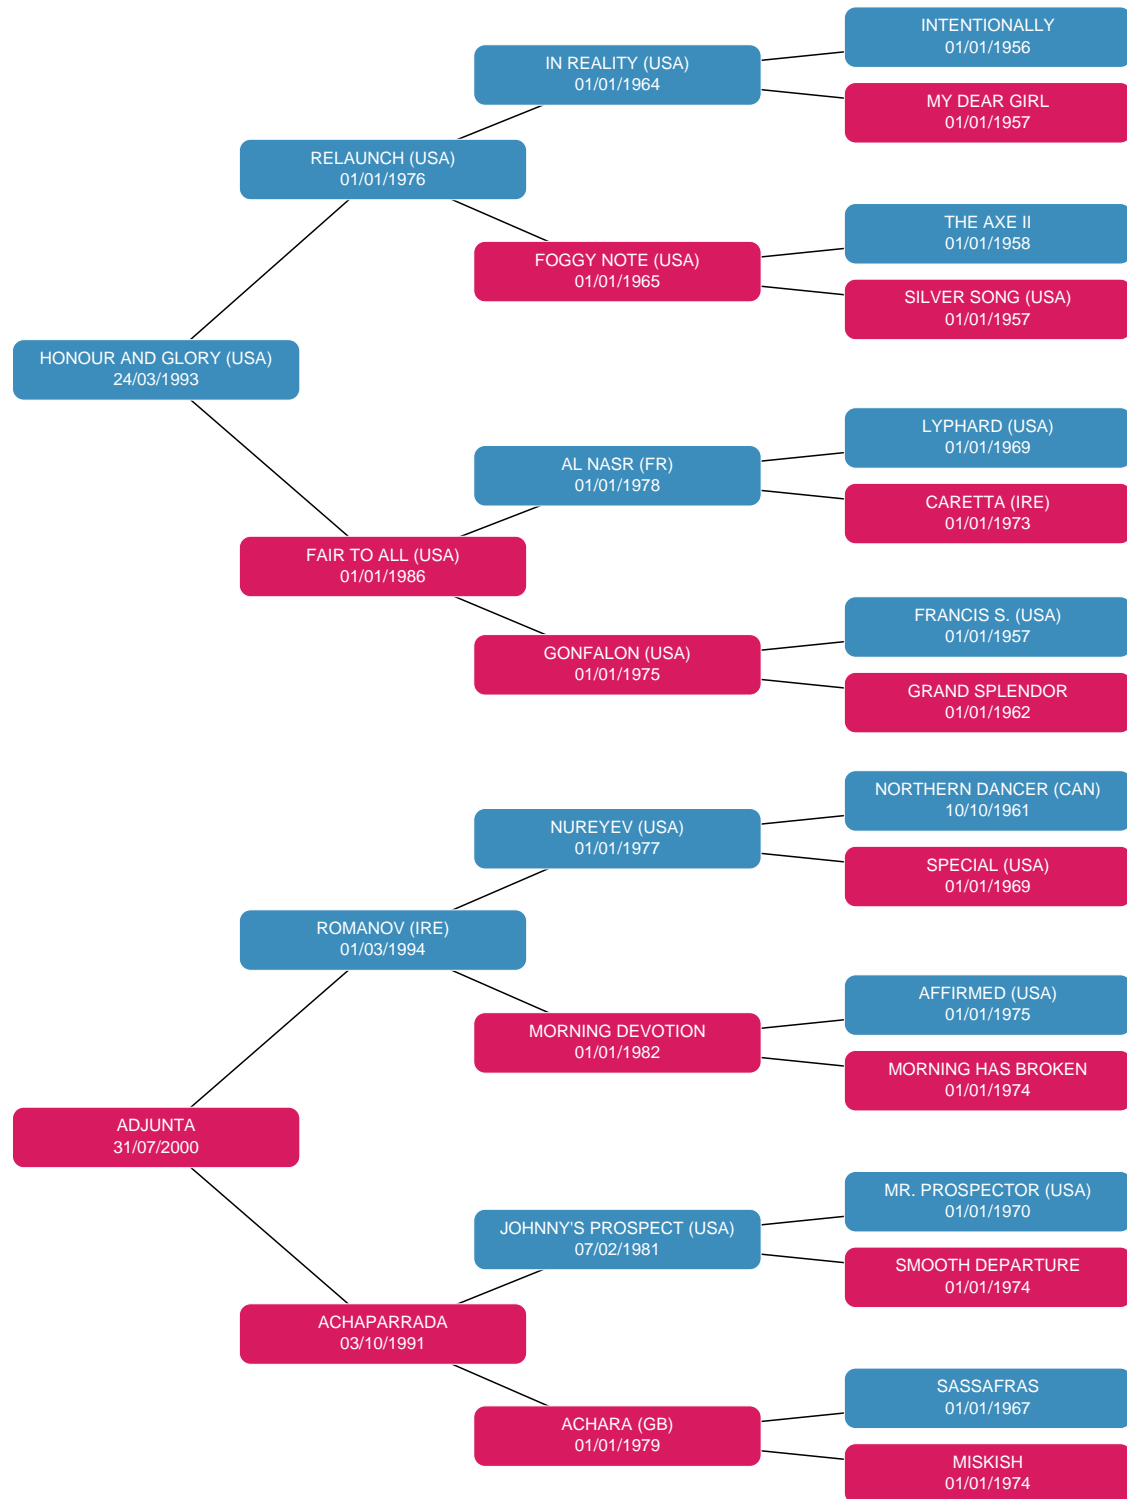 INTENTIONALLY
01/01/1956
IN REALITY (USA)
01/01/1964
MY DEAR GIRL
01/01/1957
RELAUNCH (USA)
01/01/1976
THE AXE II
01/01/1958
FOGGY NOTE (USA)
01/01/1965
SILVER SONG (USA)
01/01/1957
HONOUR AND GLORY (USA)
24/03/1993
LYPHARD (USA)
01/01/1969
AL NASR (FR)
01/01/1978
CARETTA (IRE)
01/01/1973
FAIR TO ALL (USA)
01/01/1986
FRANCIS S. (USA)
01/01/1957
GONFALON (USA)
01/01/1975
GRAND SPLENDOR
01/01/1962
NORTHERN DANCER (CAN)
10/10/1961
NUREYEV (USA)
01/01/1977
SPECIAL (USA)
01/01/1969
ROMANOV (IRE)
01/03/1994
AFFIRMED (USA)
01/01/1975
MORNING DEVOTION
01/01/1982
MORNING HAS BROKEN
01/01/1974
ADJUNTA
31/07/2000
MR. PROSPECTOR (USA)
01/01/1970
JOHNNY'S PROSPECT (USA)
07/02/1981
SMOOTH DEPARTURE
01/01/1974
ACHAPARRADA
03/10/1991
SASSAFRAS
01/01/1967
ACHARA (GB)
01/01/1979
MISKISH
01/01/1974